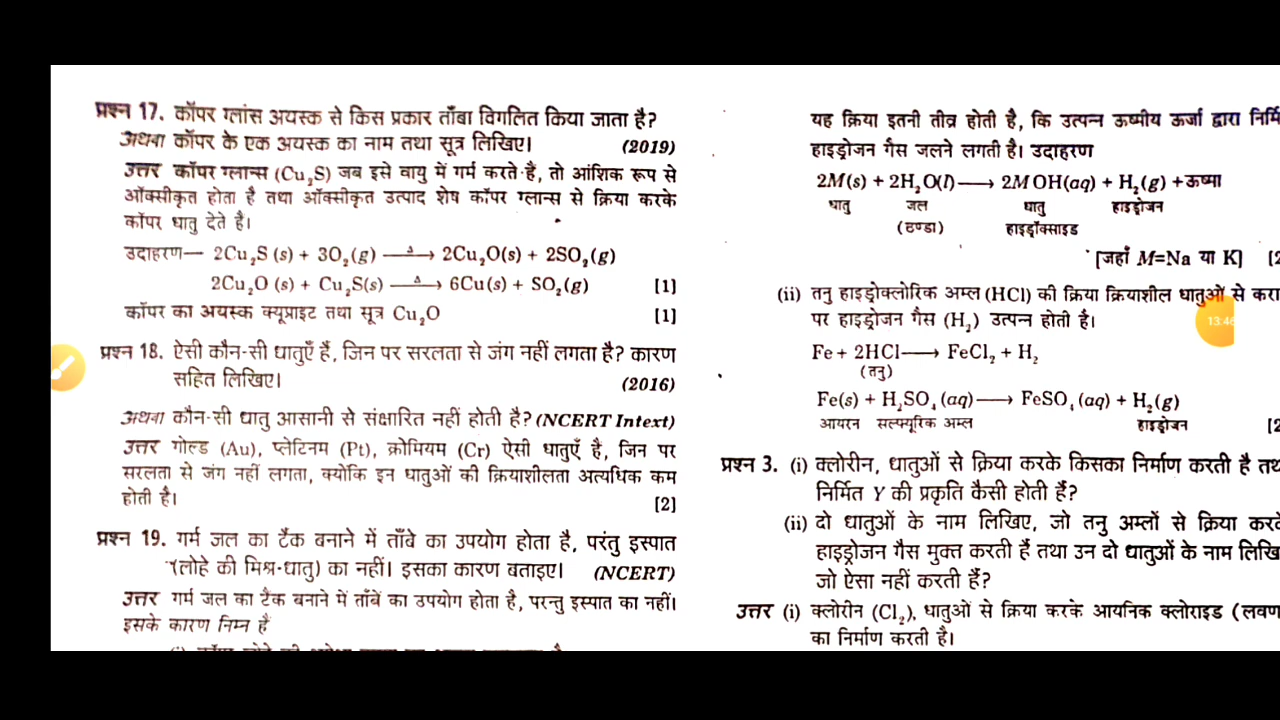 प्रश्न 17. कॉपर ग्लांस अयस्क से किस प्रकार ताँबा विगलित किया जाता है?
अथवा कॉपर के एक अयस्क का नाम तथा सूत्र लिखिए। (2019)
उत्तर कॉपर ग्लान्स (Cu₂S) जब इसे वायु में गर्म करते हैं, तो आंशिक रूप से
ऑक्सीकृत होता है तथा ऑक्सीकृत उत्पाद शेष कॉपर ग्लान्स से क्रिया करके
कॉपर धातु देते है।
उदाहरण— 2Cu₂S (s) + 3O₂(g) —Δ→ 2Cu₂O(s) + 2SO₂(g)
2Cu₂O (s) + Cu₂S(s) —Δ→ 6Cu(s) + SO₂(g) [1]
कॉपर का अयस्क क्यूप्राइट तथा सूत्र Cu₂O [1]
प्रश्न 18. ऐसी कौन-सी धातुएँ हैं, जिन पर सरलता से जंग नहीं लगता है? कारण
सहित लिखिए। (2016)
अथवा कौन-सी धातु आसानी से संक्षारित नहीं होती है? (NCERT Intext)
उत्तर गोल्ड (Au), प्लेटिनम (Pt), क्रोमियम (Cr) ऐसी धातुएँ है, जिन पर
सरलता से जंग नहीं लगता, क्योंकि इन धातुओं की क्रियाशीलता अत्यधिक कम
होती है। [2]
प्रश्न 19. गर्म जल का टैंक बनाने में ताँबे का उपयोग होता है, परंतु इस्पात
(लोहे की मिश्र-धातु) का नहीं। इसका कारण बताइए। (NCERT)
उत्तर गर्म जल का टैंक बनाने में ताँबें का उपयोग होता है, परन्तु इस्पात का नहीं।
इसके कारण निम्न हैं
यह क्रिया इतनी तीव्र होती है, कि उत्पन्न ऊष्मीय ऊर्जा द्वारा निर्मि
हाइड्रोजन गैस जलने लगती है। उदाहरण
2M(s) + 2H₂O(l) ⟶ 2MOH(aq) + H₂(g) + ऊष्मा
धातु जल धातु हाइड्रोजन
(ठण्डा) हाइडॉक्साइड
[जहाँ M=Na या K] [2
(ii) तनु हाइड्रोक्लोरिक अम्ल (HCl) की क्रिया क्रियाशील धातुओं से करा
पर हाइड्रोजन गैस (H₂) उत्पन्न होती है।
13:46
Fe + 2HCl ⟶ FeCl₂ + H₂
(तनु)
Fe(s) + H₂SO₄(aq) ⟶ FeSO₄(aq) + H₂(g)
आयरन सल्फ्यूरिक अम्ल हाइड्रोजन [2
प्रश्न 3. (i) क्लोरीन, धातुओं से क्रिया करके किसका निर्माण करती है तथ
निर्मित Y की प्रकृति कैसी होती हैं?
(ii) दो धातुओं के नाम लिखिए, जो तनु अम्लों से क्रिया करवे
हाइड्रोजन गैस मुक्त करती हैं तथा उन दो धातुओं के नाम लिखि
जो ऐसा नहीं करती हैं?
उत्तर (i) क्लोरीन (Cl₂), धातुओं से क्रिया करके आयनिक क्लोराइड (लवण
का निर्माण करती है।